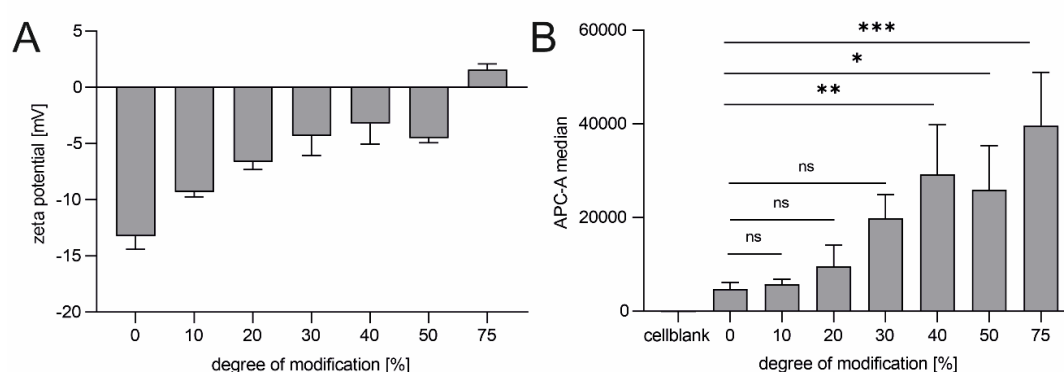 A
5
0
-5
-10
-15
-20
zeta potential [mV]
0 10 20 30 40 50 75
degree of modification [%]
B
60000
40000
20000
0
APC-A median
***
*
**
ns
ns
ns
cellblank 0 10 20 30 40 50 75
degree of modification [%]